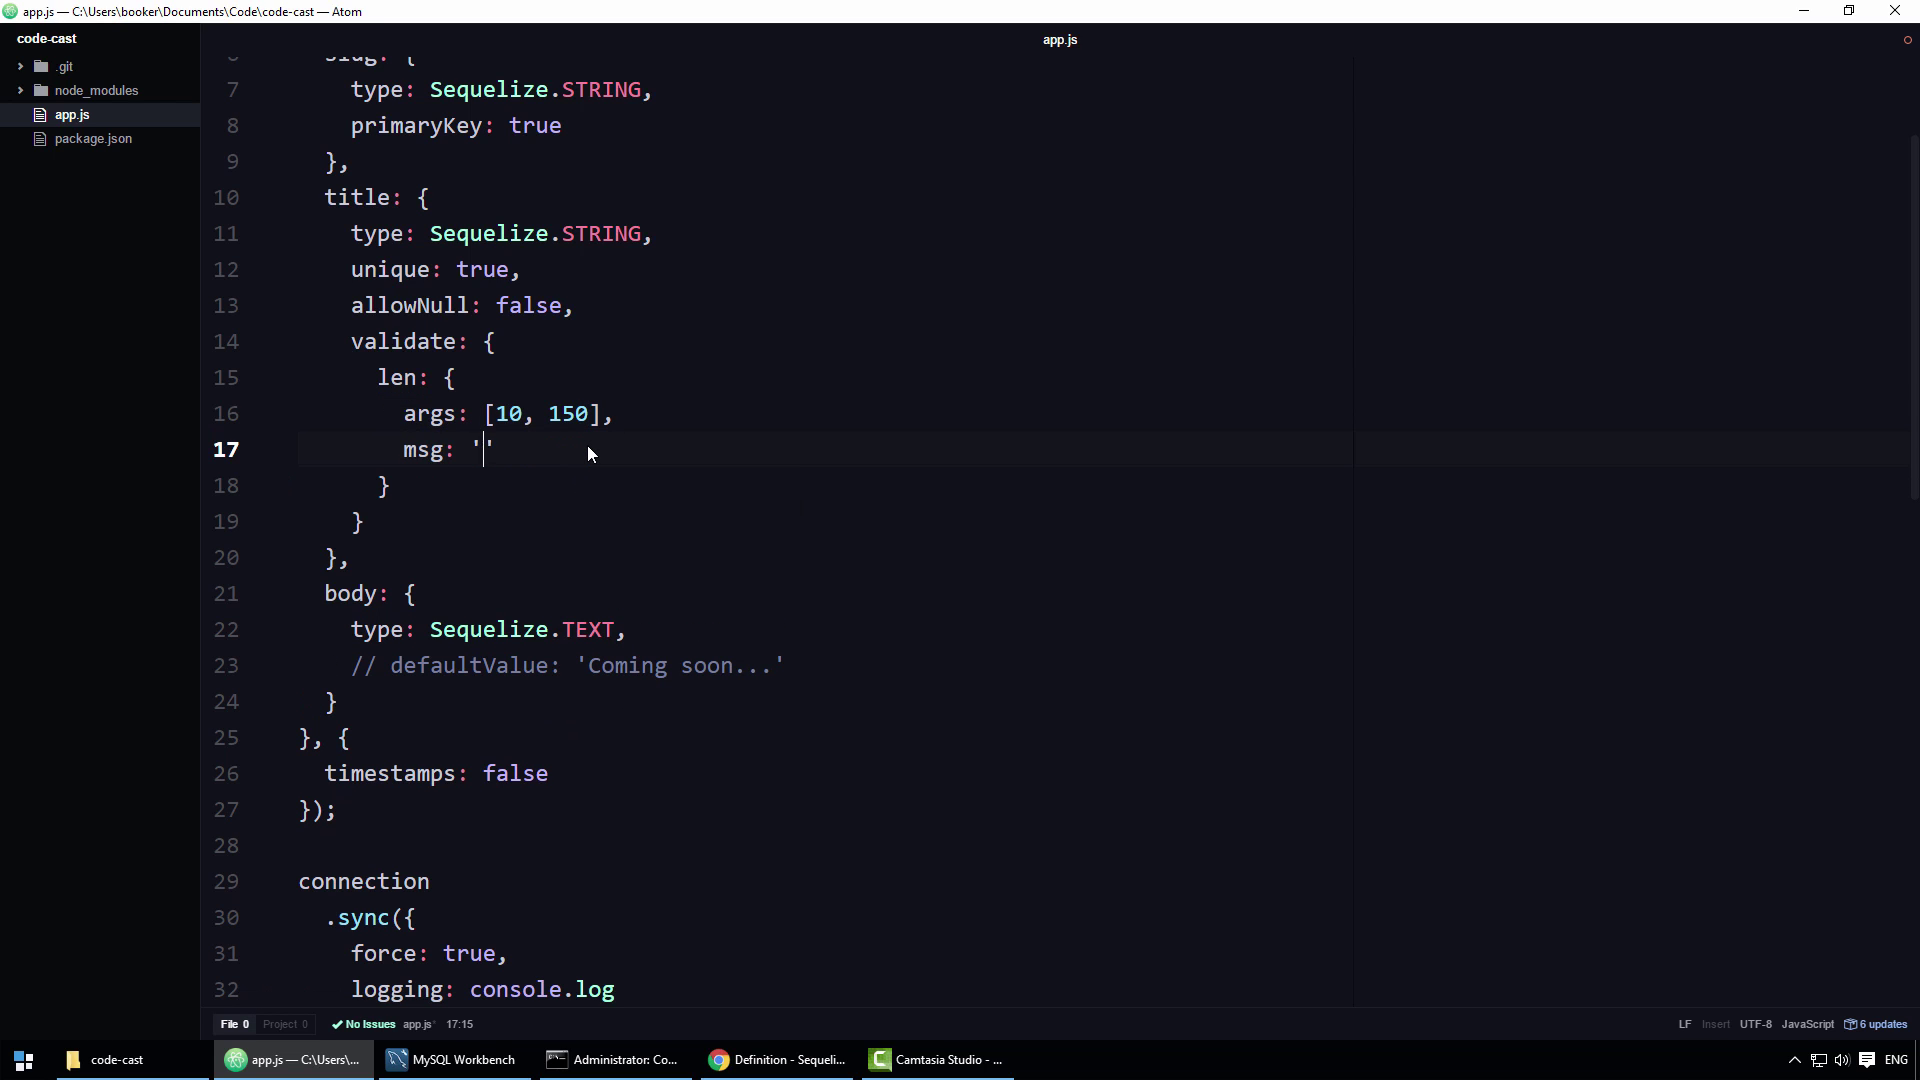 app.js — C:\Users\booker\Documents\Code\code-cast — Atom
code-cast
.git
node_modules
app.js
package.json
app.js
6 slug: {
7 type: Sequelize.STRING,
8 primaryKey: true
9 },
10 title: {
11 type: Sequelize.STRING,
12 unique: true,
13 allowNull: false,
14 validate: {
15 len: {
16 args: [10, 150],
17 msg: ''
18 }
19 }
20 },
21 body: {
22 type: Sequelize.TEXT,
23 // defaultValue: 'Coming soon...'
24 }
25 }, {
26 timestamps: false
27 });
28
29 connection
30 .sync({
31 force: true,
32 logging: console.log
File 0 Project 0 No Issues app.js* 17:15 LF Insert UTF-8 JavaScript 6 updates
code-cast app.js — C:\Users\... MySQL Workbench Administrator: Co... Definition - Sequeli... Camtasia Studio - ... ENG